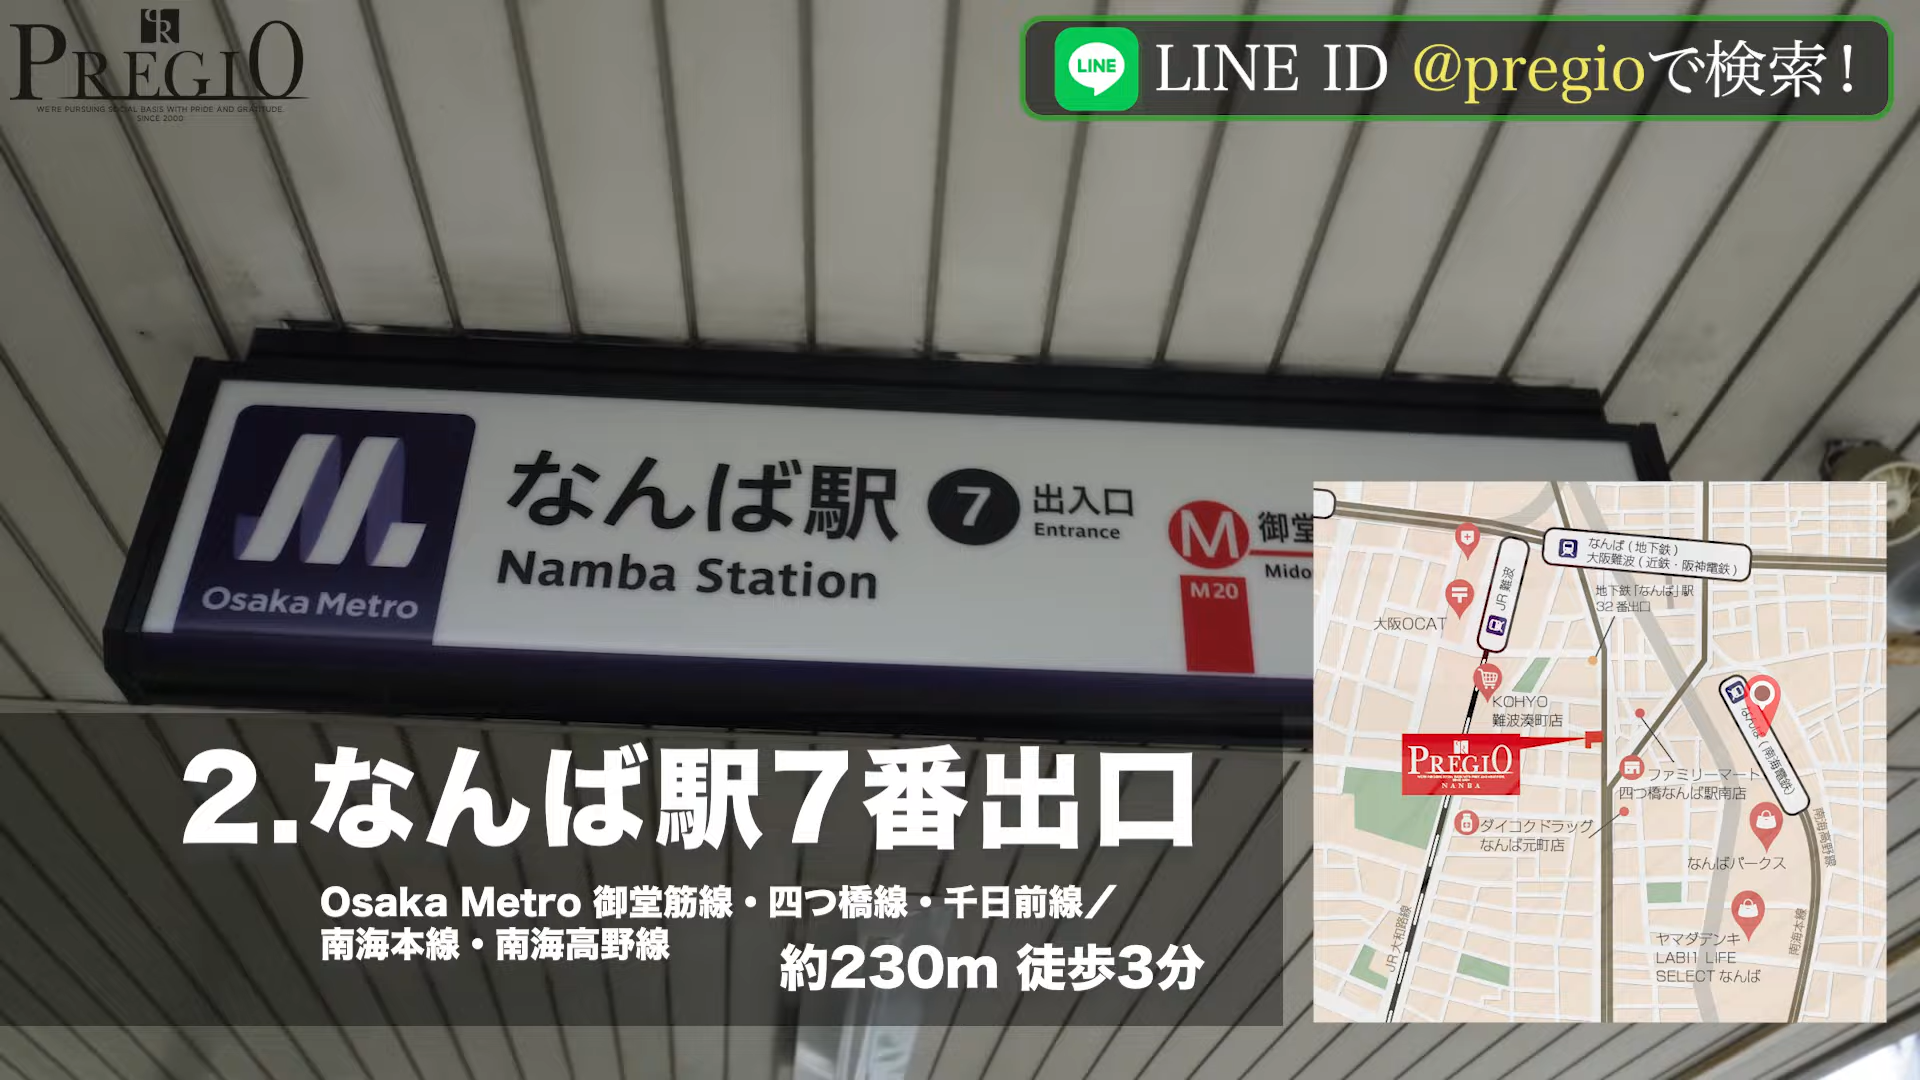 PREGIO
WE'RE PURSUING SOCIAL BASIS WITH PRIDE AND GRATITUDE.
SINCE 2000
LINE
LINE ID @pregioで検索!
なんば駅 7 出入口
Namba Station
Entrance
Osaka Metro
M 御堂
Mido
M20
2.なんば駅7番出口
Osaka Metro 御堂筋線・四つ橋線・千日前線／
南海本線・南海高野線
約230m 徒歩3分
なんば(地下鉄)
大阪難波(近鉄・阪神電鉄)
JR難波
地下鉄「なんば」駅
32番出口
大阪OCAT
KOHYO
難波湊町店
なんば(南海電鉄)
PREGIO
NANBA
ファミリーマート
四つ橋なんば駅南店
ダイコクドラッグ
なんば元町店
南海高野線
なんばパークス
JR大和路線
南海本線
ヤマダデンキ
LABI1 LIFE
SELECT なんば